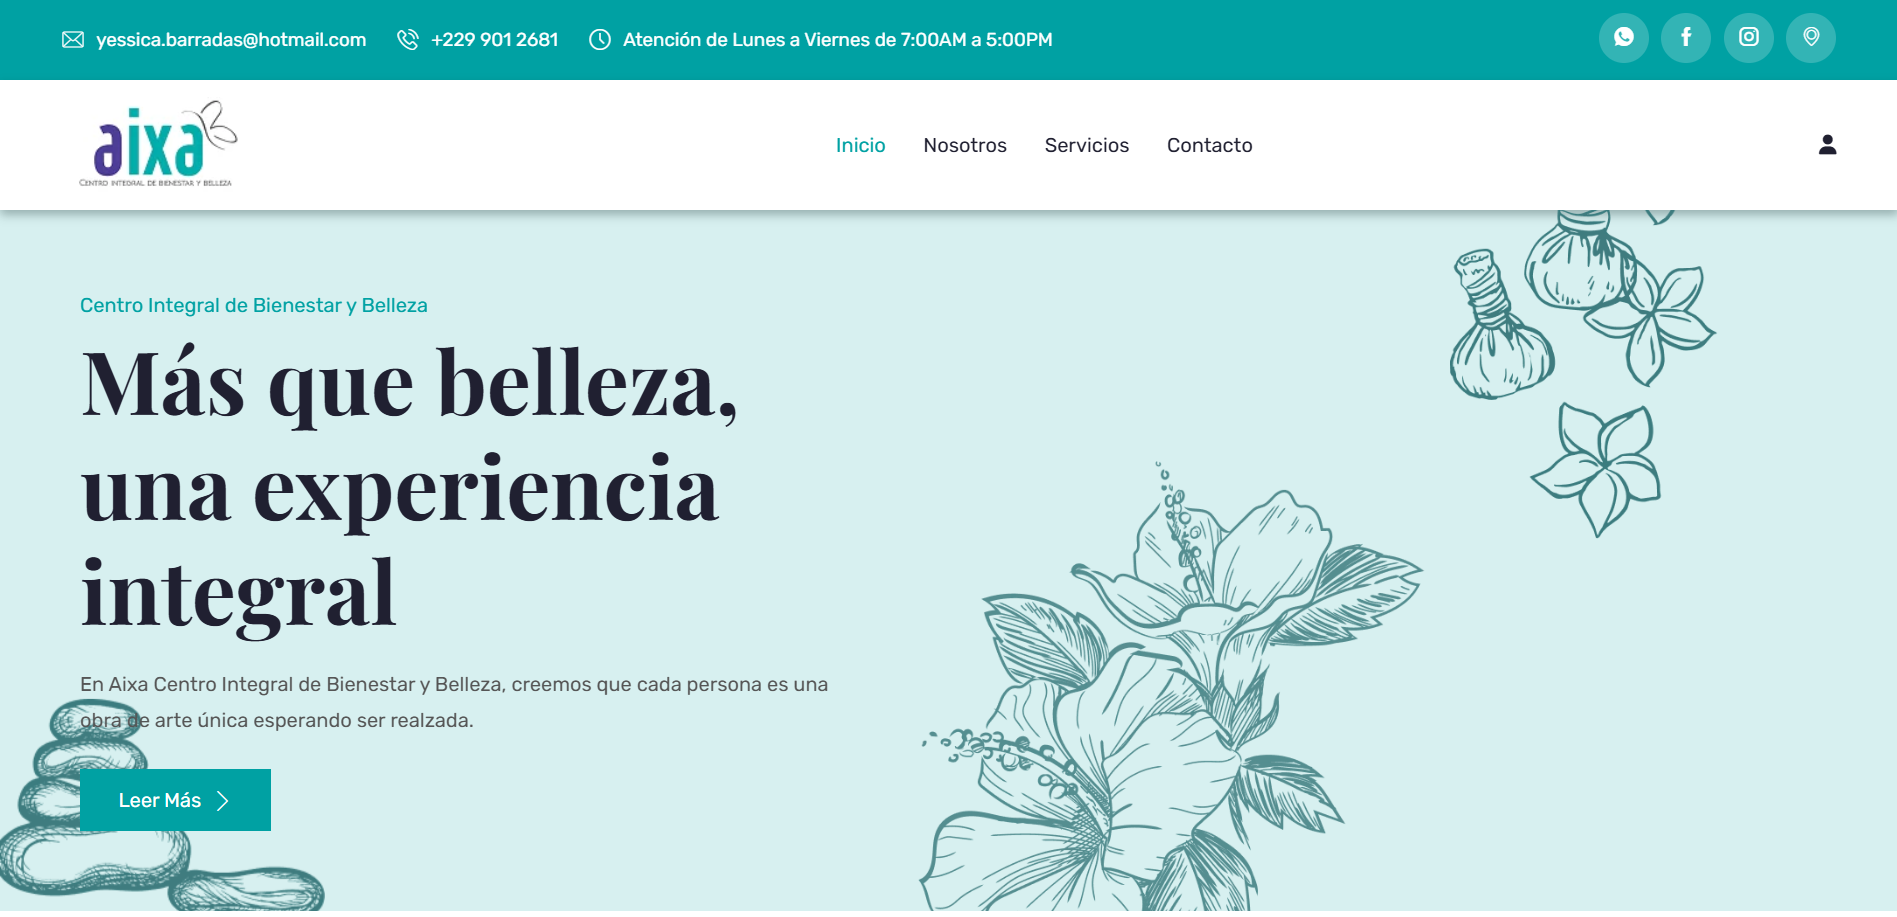 yessica.barradas@hotmail.com
+229 901 2681
Atención de Lunes a Viernes de 7:00AM a 5:00PM
aixa
CENTRO INTEGRAL DE BIENESTAR Y BELLEZA
Inicio
Nosotros
Servicios
Contacto
Centro Integral de Bienestar y Belleza
Más que belleza,
una experiencia
integral
En Aixa Centro Integral de Bienestar y Belleza, creemos que cada persona es una
obra de arte única esperando ser realzada.
Leer Más